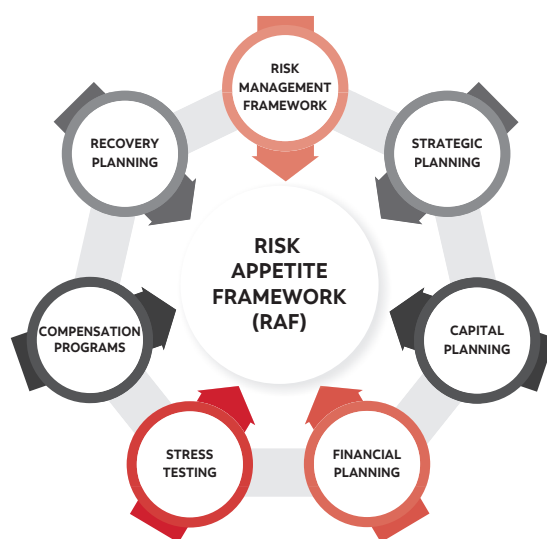 RISK
MANAGEMENT
FRAMEWORK
STRATEGIC
PLANNING
CAPITAL
PLANNING
FINANCIAL
PLANNING
STRESS
TESTING
COMPENSATION
PROGRAMS
RECOVERY
PLANNING
RISK
APPETITE
FRAMEWORK
(RAF)